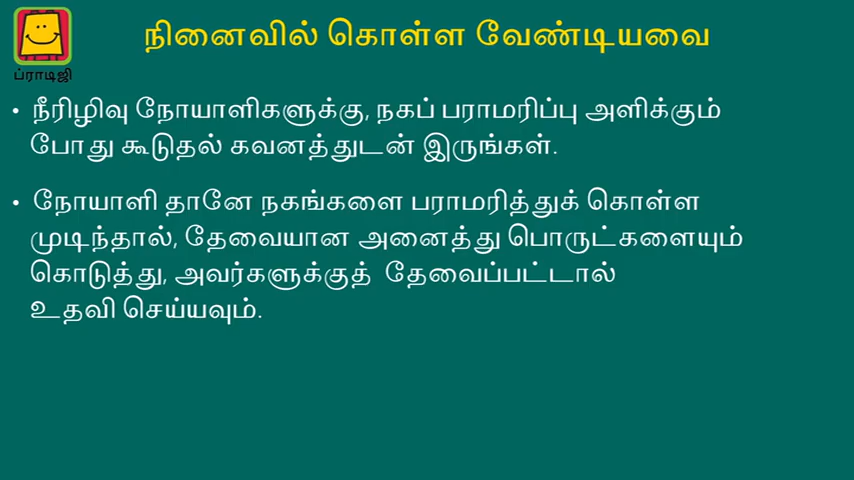 ப்ராடிஜி
நினைவில் கொள்ள வேண்டியவை
• நீரிழிவு நோயாளிகளுக்கு, நகப் பராமரிப்பு அளிக்கும்
போது கூடுதல் கவனத்துடன் இருங்கள்.
• நோயாளி தானே நகங்களை பராமரித்துக் கொள்ள
முடிந்தால், தேவையான அனைத்து பொருட்களையும்
கொடுத்து, அவர்களுக்குத் தேவைப்பட்டால்
உதவி செய்யவும்.